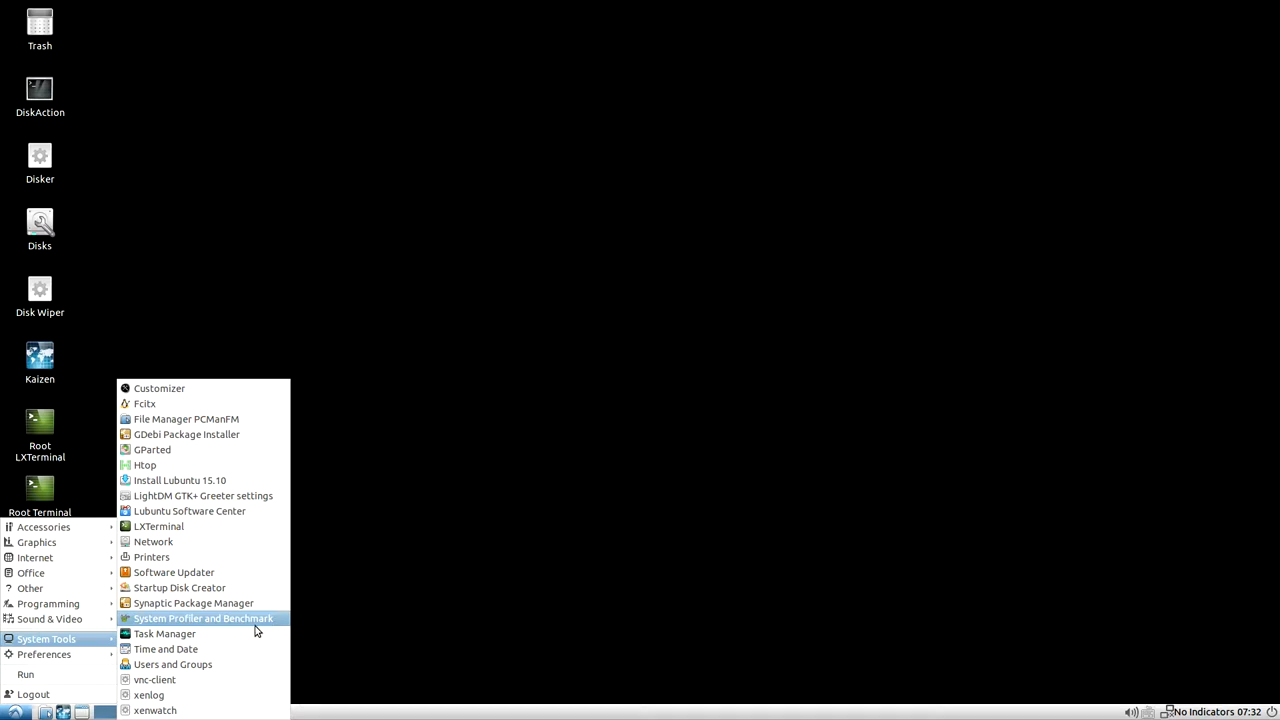 Trash
DiskAction
Disker
Disks
Disk Wiper
Kaizen
Root
LXTerminal
Root Terminal
Accessories
Graphics
Internet
Office
Other
Programming
Sound & Video
System Tools
Preferences
Run
Logout
Customizer
Fcitx
File Manager PCManFM
GDebi Package Installer
GParted
Htop
Install Lubuntu 15.10
LightDM GTK+ Greeter settings
Lubuntu Software Center
LXTerminal
Network
Printers
Software Updater
Startup Disk Creator
Synaptic Package Manager
System Profiler and Benchmark
Task Manager
Time and Date
Users and Groups
vnc-client
xenlog
xenwatch
No Indicators 07:32